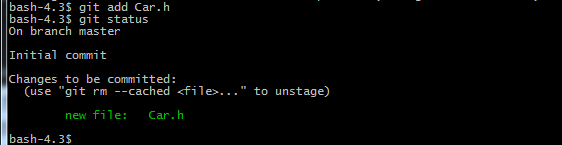 bash-4.3$ git add Car.h
bash-4.3$ git status
On branch master
Initial commit
Changes to be committed:
(use "git rm --cached <file>..." to unstage)
new file: Car.h
bash-4.3$